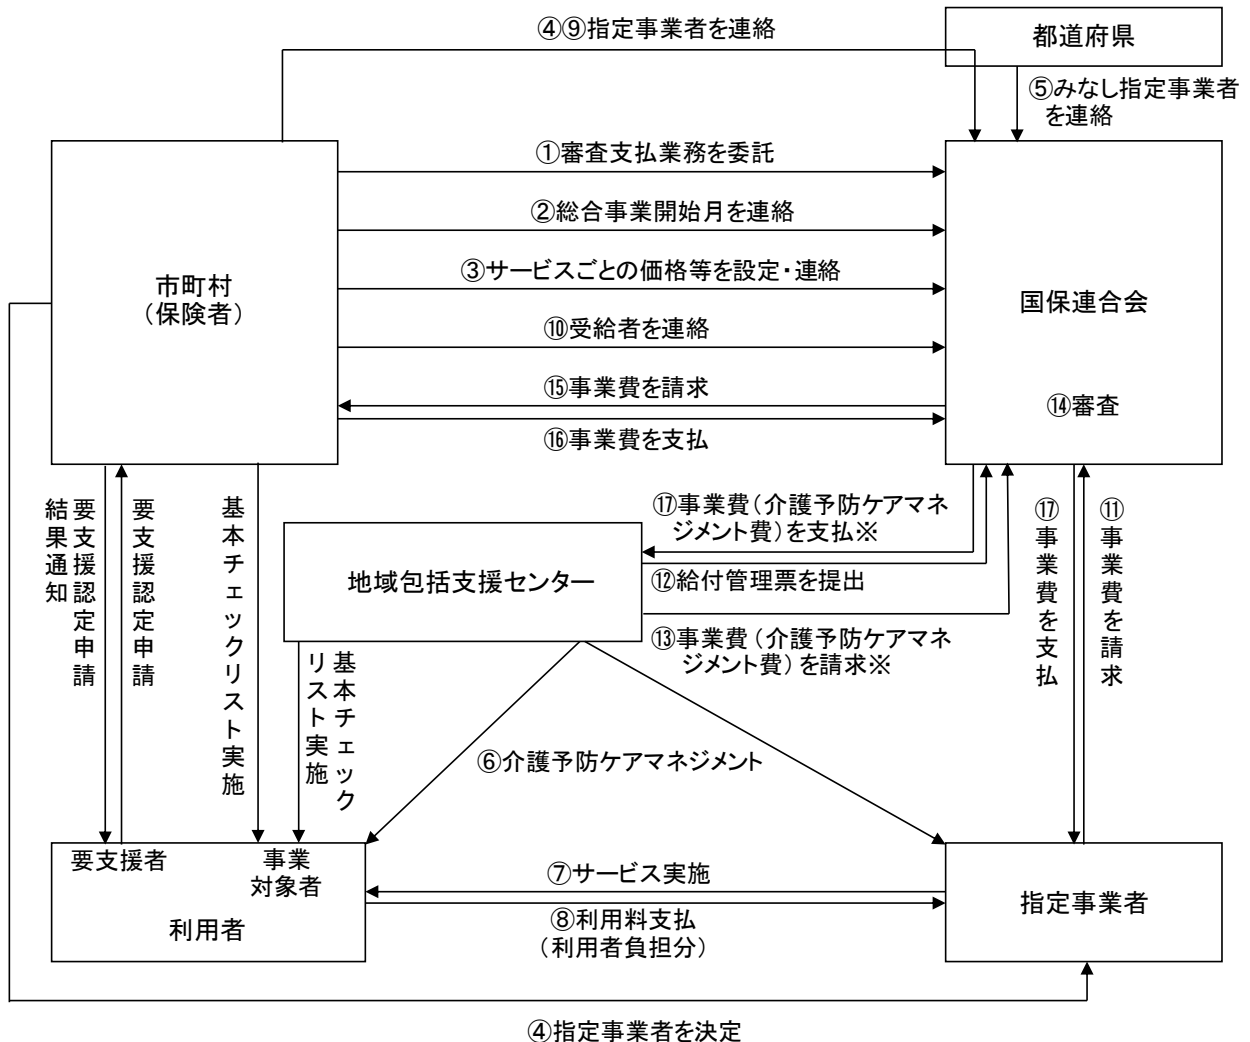 ④⑨指定事業者を連絡
都道府県
⑤みなし指定事業者
を連絡
①審査支払業務を委託
②総合事業開始月を連絡
③サービスごとの価格等を設定・連絡
市町村
（保険者）
国保連合会
⑩受給者を連絡
⑮事業費を請求
⑭審査
⑯事業費を支払
要支援認定申請
結果通知
要支援認定申請
基本チェックリスト実施
地域包括支援センター
⑰事業費（介護予防ケアマネ
ジメント費）を支払※
⑫給付管理票を提出
⑬事業費（介護予防ケアマネ
ジメント費）を請求※
⑰事業費を支払
⑪事業費を請求
基本チェック
リスト実施
⑥介護予防ケアマネジメント
要支援者
事業
対象者
利用者
⑦サービス実施
⑧利用料支払
（利用者負担分）
指定事業者
④指定事業者を決定